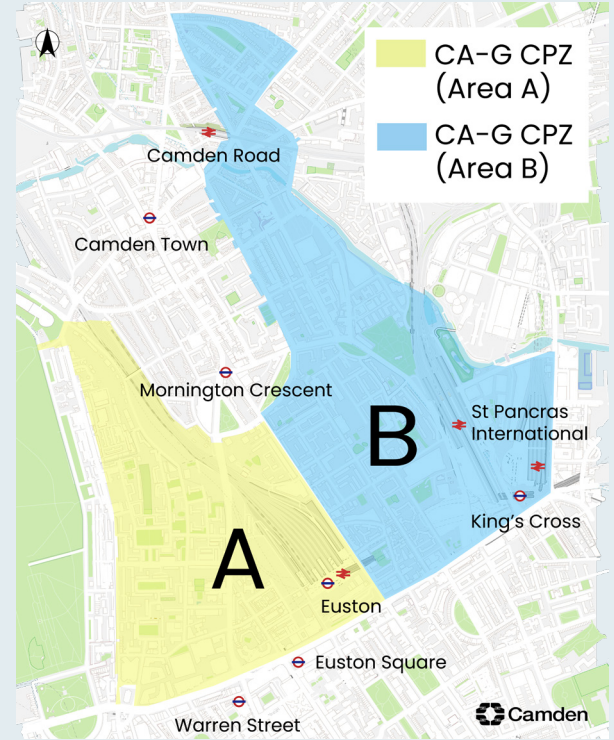 CA-G CPZ
(Area A)
CA-G CPZ
(Area B)
Camden Road
Camden Town
Mornington Crescent
St Pancras
International
B
King's Cross
A
Euston
Euston Square
Warren Street
Camden